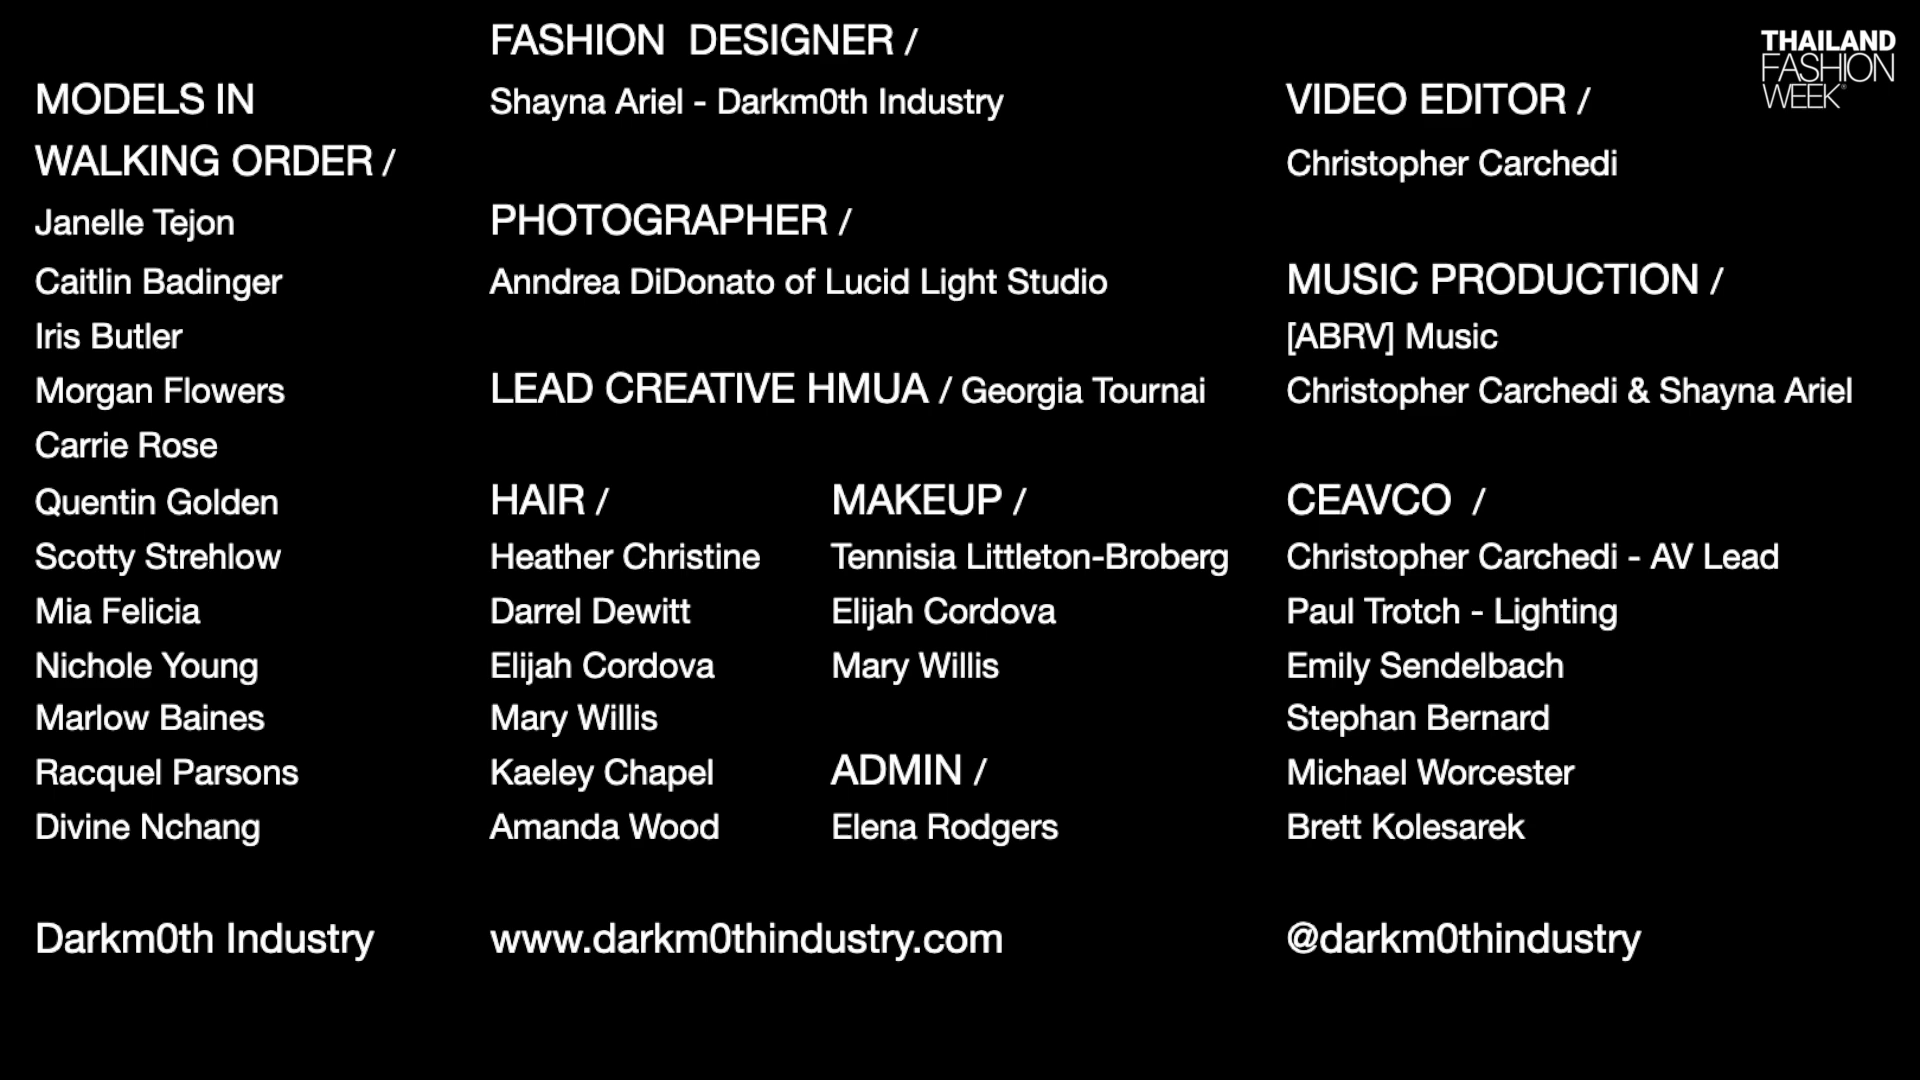 MODELS IN
WALKING ORDER /
Janelle Tejon
Caitlin Badinger
Iris Butler
Morgan Flowers
Carrie Rose
Quentin Golden
Scotty Strehlow
Mia Felicia
Nichole Young
Marlow Baines
Racquel Parsons
Divine Nchang
FASHION DESIGNER /
Shayna Ariel - Darkm0th Industry
PHOTOGRAPHER /
Anndrea DiDonato of Lucid Light Studio
LEAD CREATIVE HMUA / Georgia Tournai
HAIR /
Heather Christine
Darrel Dewitt
Elijah Cordova
Mary Willis
Kaeley Chapel
Amanda Wood
MAKEUP /
Tennisia Littleton-Broberg
Elijah Cordova
Mary Willis
ADMIN /
Elena Rodgers
VIDEO EDITOR /
Christopher Carchedi
MUSIC PRODUCTION /
[ABRV] Music
Christopher Carchedi & Shayna Ariel
CEAVCO /
Christopher Carchedi - AV Lead
Paul Trotch - Lighting
Emily Sendelbach
Stephan Bernard
Michael Worcester
Brett Kolesarek
THAILAND
FASHION
WEEK®
Darkm0th Industry
www.darkm0thindustry.com
@darkm0thindustry